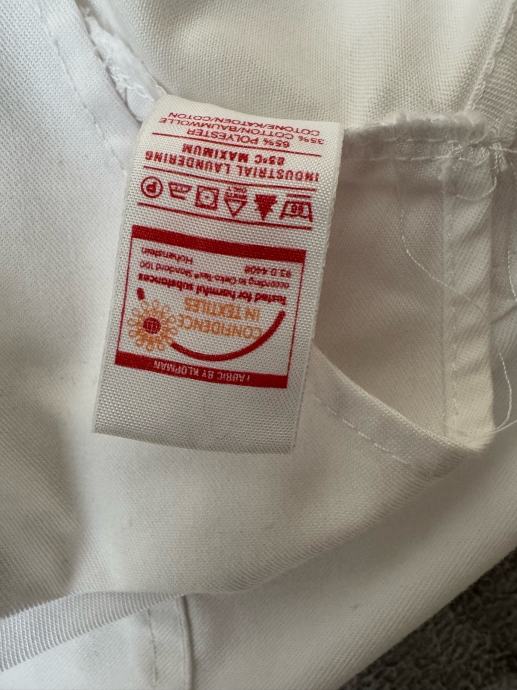 FABRIC BY KLOPMAN
CONFIDENCE
IN TEXTILES
Tested for harmful substances
according to Oeko-Tex® Standard 100
93.0.4408 Hohenstein
P
INDUSTRIAL LAUNDERING
85°C MAXIMUM
65% POLYESTER
35% COTTON/BAUMWOLLE
COTONE/KATOEN/COTON